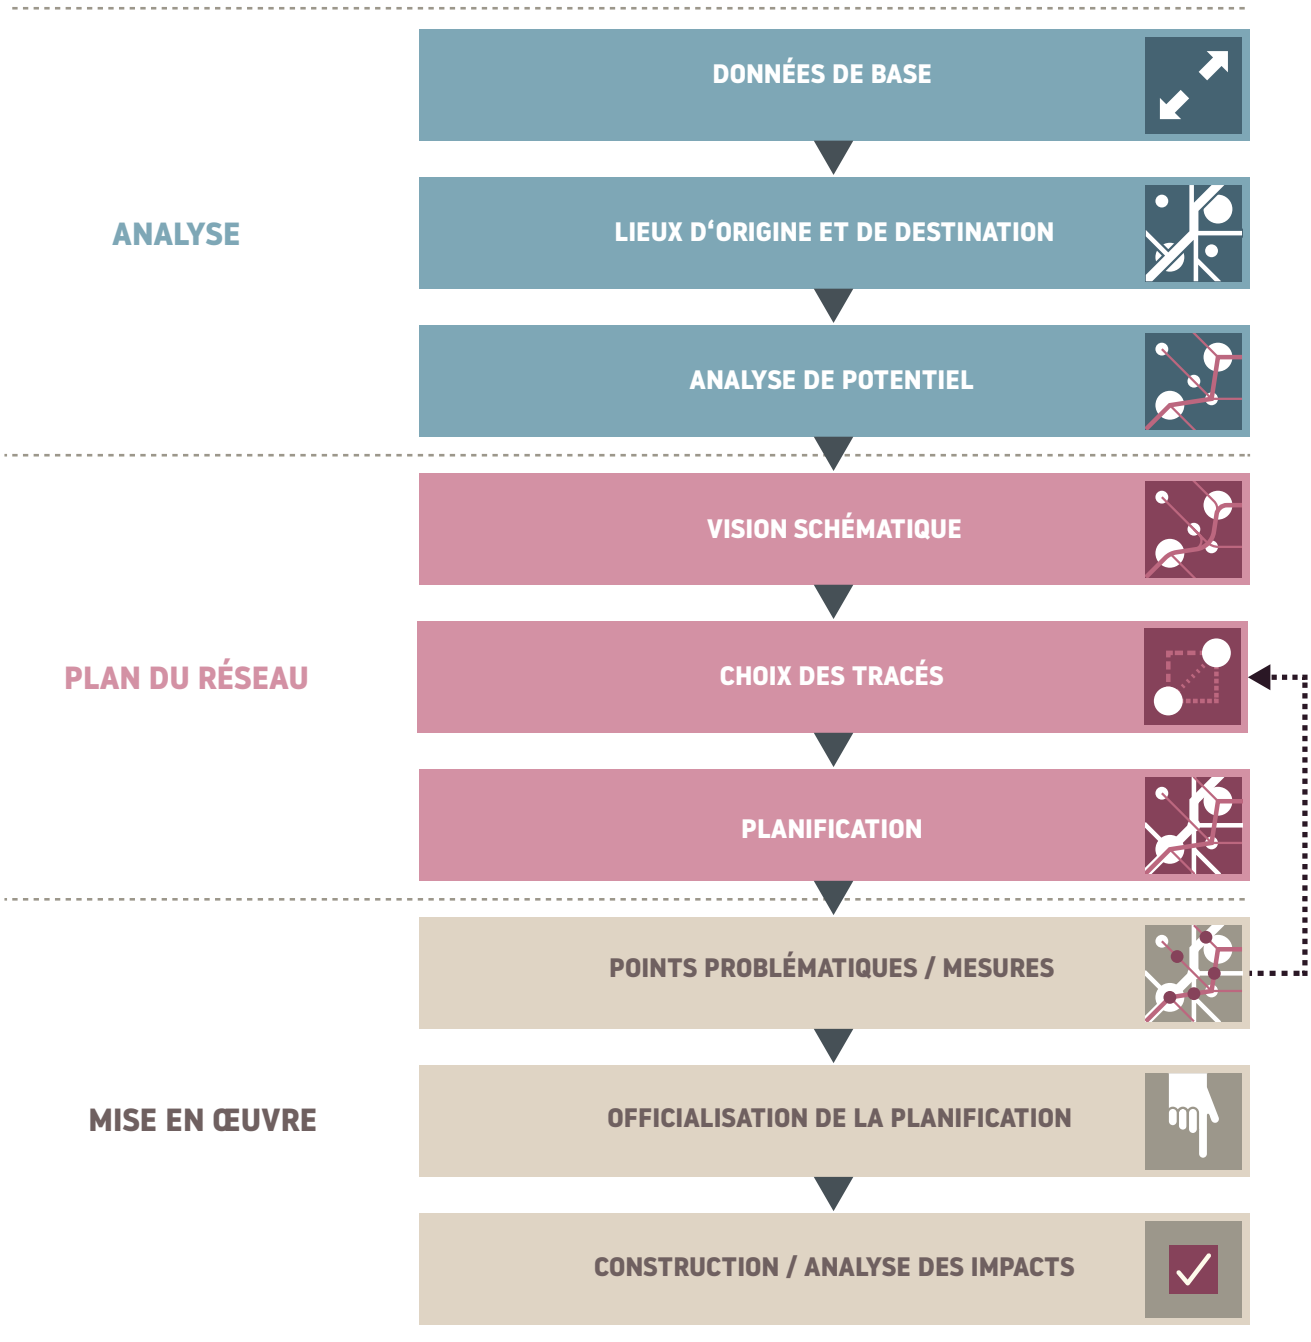 DONNÉES DE BASE
ANALYSE
LIEUX D‘ORIGINE ET DE DESTINATION
ANALYSE DE POTENTIEL
VISION SCHÉMATIQUE
PLAN DU RÉSEAU
CHOIX DES TRACÉS
PLANIFICATION
POINTS PROBLÉMATIQUES / MESURES
MISE EN ŒUVRE
OFFICIALISATION DE LA PLANIFICATION
CONSTRUCTION / ANALYSE DES IMPACTS